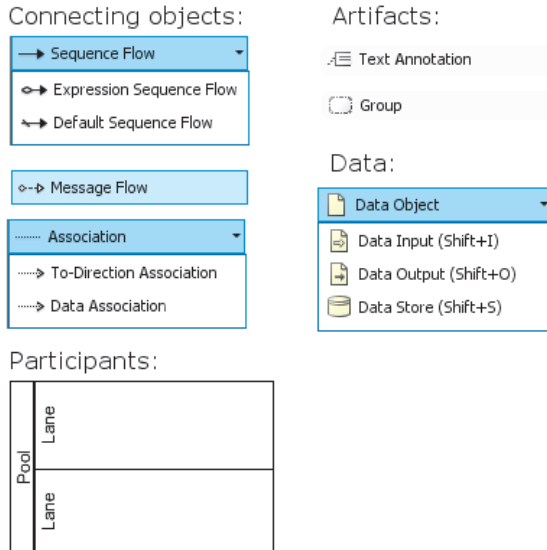 Connecting objects:
Sequence Flow
Expression Sequence Flow
Default Sequence Flow
Message Flow
Association
To-Direction Association
Data Association
Artifacts:
Text Annotation
Group
Data:
Data Object
Data Input (Shift+I)
Data Output (Shift+O)
Data Store (Shift+S)
Participants:
Pool
Lane
Lane